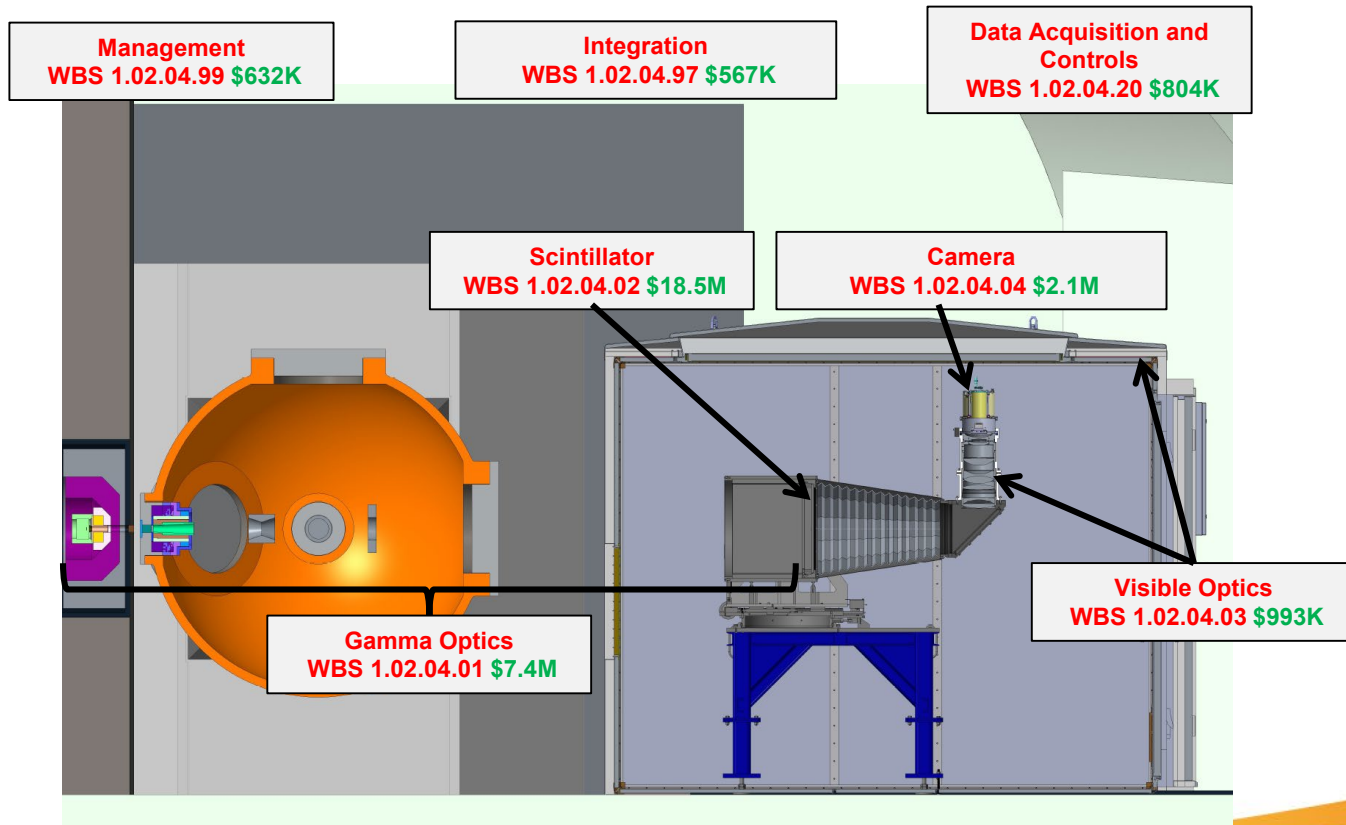 Management
WBS 1.02.04.99 $632K
Integration
WBS 1.02.04.97 $567K
Data Acquisition and
Controls
WBS 1.02.04.20 $804K
Scintillator
WBS 1.02.04.02 $18.5M
Camera
WBS 1.02.04.04 $2.1M
Visible Optics
WBS 1.02.04.03 $993K
Gamma Optics
WBS 1.02.04.01 $7.4M